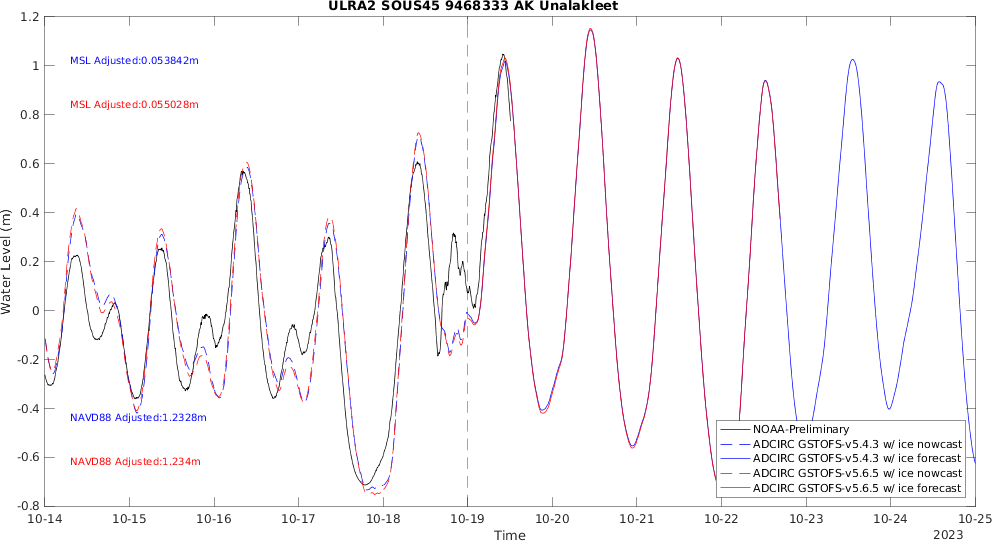 ULRA2 SOUS45 9468333 AK Unalakleet
1.2
1
0.8
0.6
0.4
0.2
0
-0.2
-0.4
-0.6
-0.8
Water Level (m)
MSL Adjusted:0.053842m
MSL Adjusted:0.055028m
NAVD88 Adjusted:1.2328m
NAVD88 Adjusted:1.234m
NOAA-Preliminary
ADCIRC GSTOFS-v5.4.3 w/ ice nowcast
ADCIRC GSTOFS-v5.4.3 w/ ice forecast
ADCIRC GSTOFS-v5.6.5 w/ ice nowcast
ADCIRC GSTOFS-v5.6.5 w/ ice forecast
10-14 10-15 10-16 10-17 10-18 10-19 10-20 10-21 10-22 10-23 10-24 10-25
Time
2023